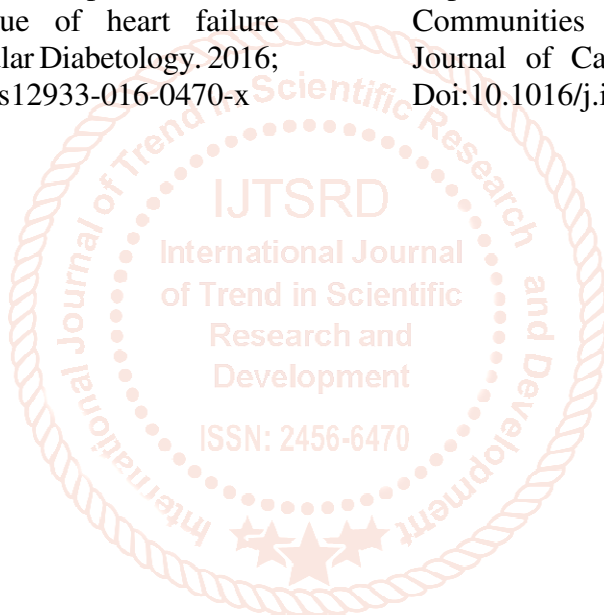 ue of heart failure
lar Diabetology. 2016;
s12933-016-0470-x
Communities
Journal of Ca
Doi:10.1016/j.i
International Journal of Trend in Scientific Research and Development
IJTSRD
International Journal
of Trend in Scientific
Research and
Development
ISSN: 2456-6470